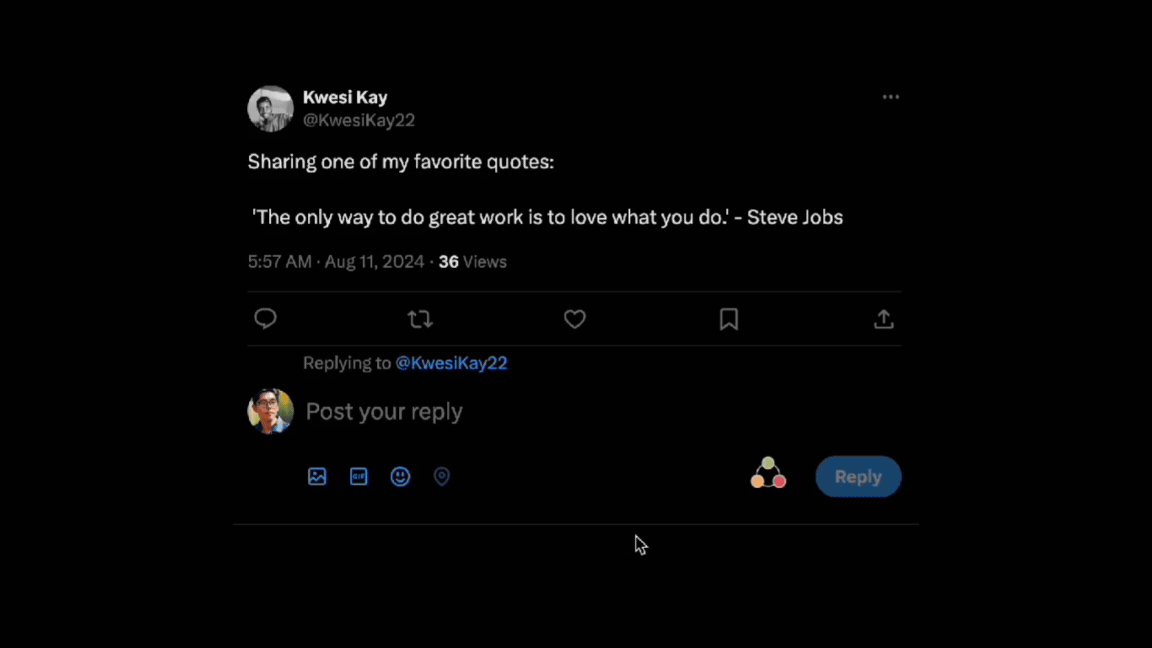 Kwesi Kay
@KwesiKay22
Sharing one of my favorite quotes:
'The only way to do great work is to love what you do.' - Steve Jobs
5:57 AM · Aug 11, 2024 · 36 Views
Replying to @KwesiKay22
Post your reply
GIF
Reply